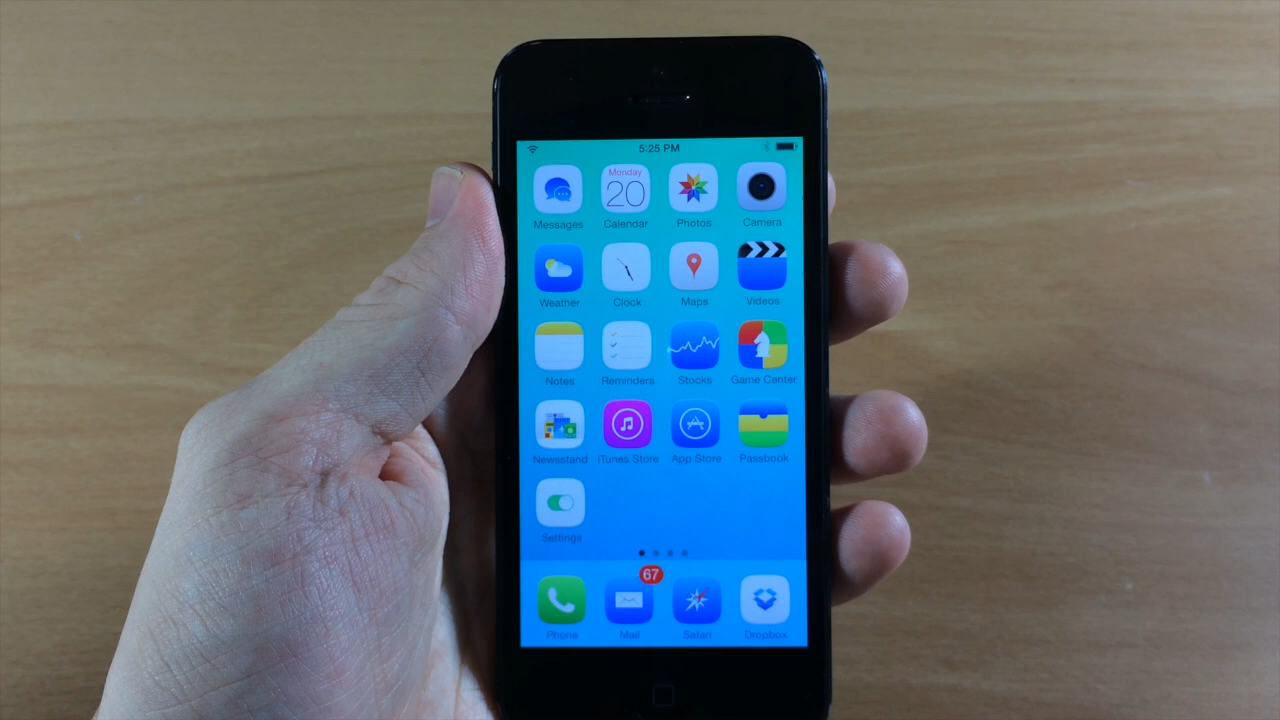 5:25 PM
Monday
20
Messages Calendar Photos Camera
Weather Clock Maps Videos
Notes Reminders Stocks Game Center
Newsstand iTunes Store App Store Passbook
Settings
67
Phone Mail Safari Dropbox